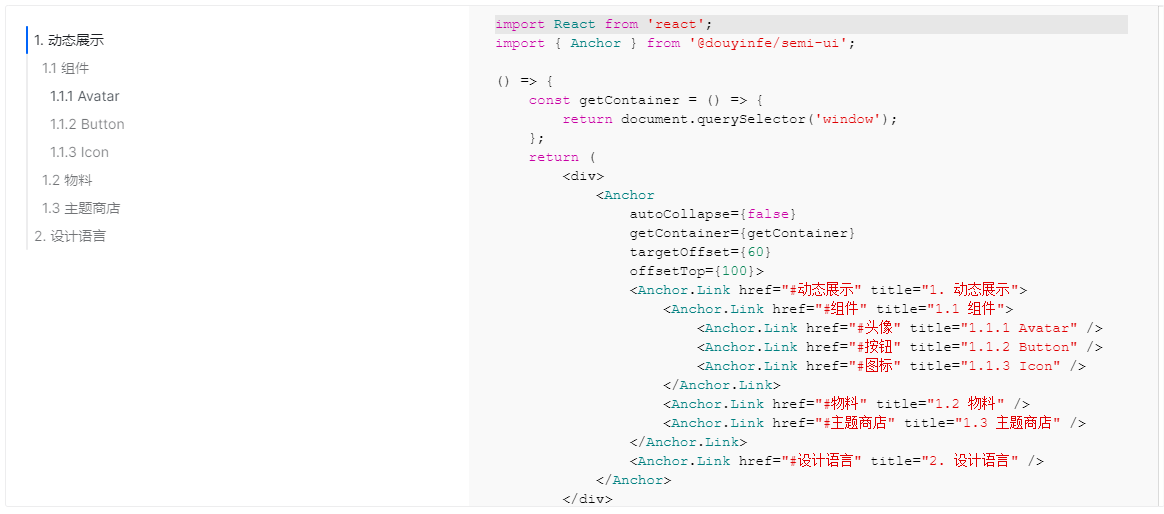 1. 动态展示
1.1 组件
1.1.1 Avatar
1.1.2 Button
1.1.3 Icon
1.2 物料
1.3 主题商店
2. 设计语言
import React from 'react';
import { Anchor } from '@douyinfe/semi-ui';
() => {
    const getContainer = () => {
        return document.querySelector('window');
    };
    return (
        <div>
            <Anchor
                autoCollapse={false}
                getContainer={getContainer}
                targetOffset={60}
                offsetTop={100}>
                <Anchor.Link href="#动态展示" title="1. 动态展示">
                    <Anchor.Link href="#组件" title="1.1 组件">
                        <Anchor.Link href="#头像" title="1.1.1 Avatar" />
                        <Anchor.Link href="#按钮" title="1.1.2 Button" />
                        <Anchor.Link href="#图标" title="1.1.3 Icon" />
                    </Anchor.Link>
                    <Anchor.Link href="#物料" title="1.2 物料" />
                    <Anchor.Link href="#主题商店" title="1.3 主题商店" />
                </Anchor.Link>
                <Anchor.Link href="#设计语言" title="2. 设计语言" />
            </Anchor>
        </div>